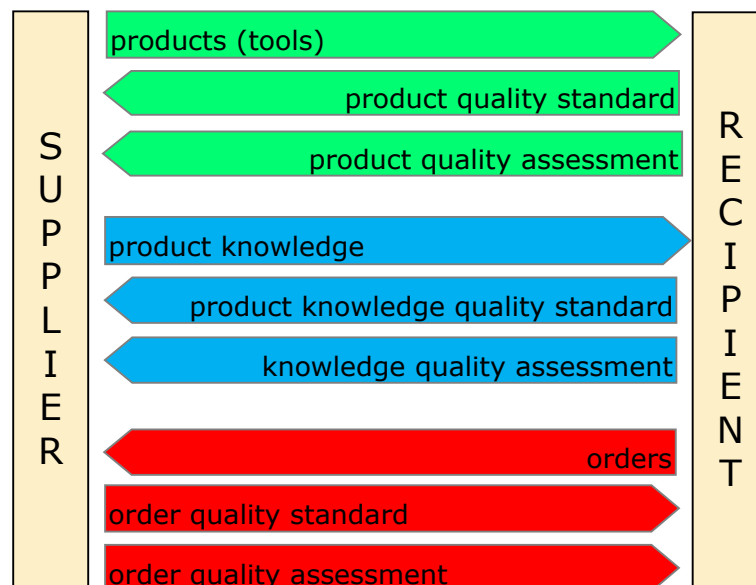 SUPPLIER
products (tools)
product quality standard
product quality assessment
product knowledge
product knowledge quality standard
knowledge quality assessment
orders
order quality standard
order quality assessment
RECIPIENT